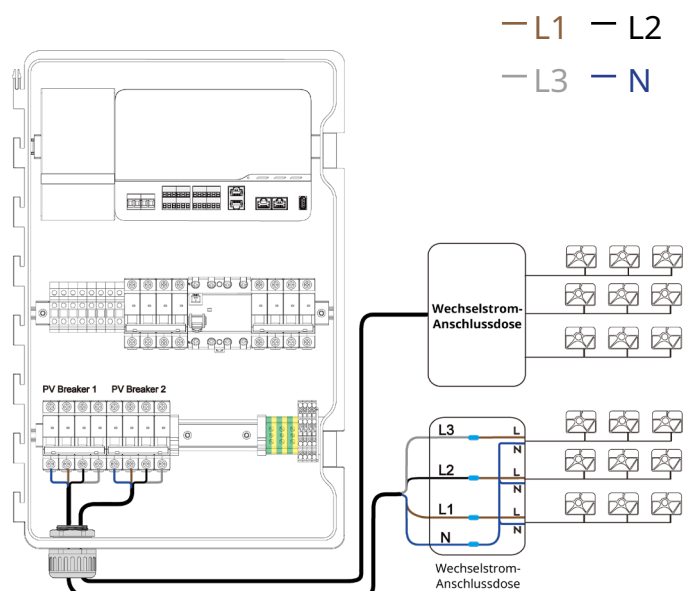 L1 L2
L3 N
Wechselstrom-
Anschlussdose
PV Breaker 1 PV Breaker 2
L3 L
N
L2 L
N
L1 L
N
N
Wechselstrom-
Anschlussdose